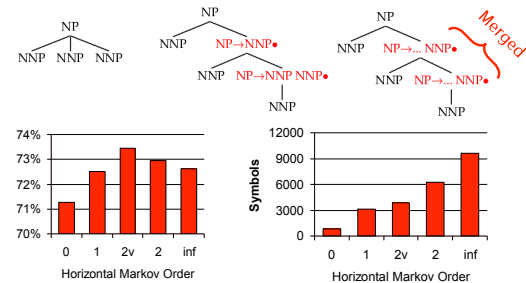 NP
NNP NNP NNP
NP
NNP NP→NNP•
NNP NP→NNP NNP•
NNP
NP
NNP NP→... NNP•
NNP NP→... NNP•
NNP
Merged
74%
73%
72%
71%
70%
0 1 2v 2 inf
Horizontal Markov Order
Symbols
12000
9000
6000
3000
0
0 1 2v 2 inf
Horizontal Markov Order